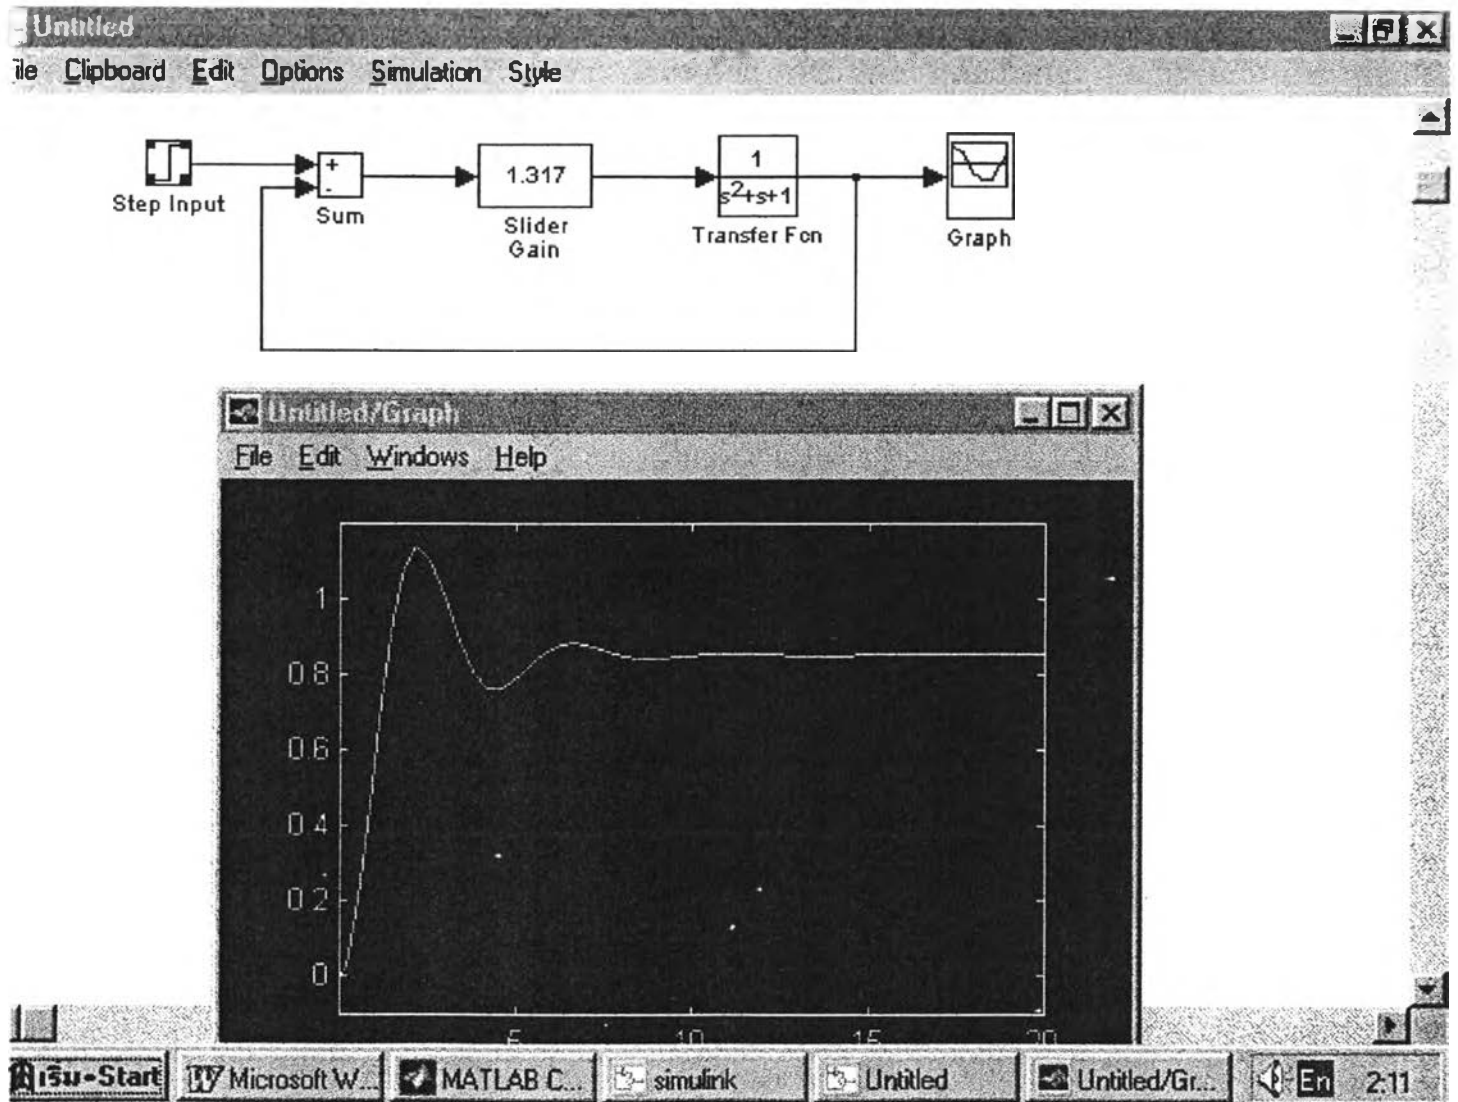 Untitled
ile Clipboard Edit Options Simulation Style
Step Input
+
-
Sum
1.317
Slider
Gain
1
s2+s+1
Transfer Fcn
Graph
Untitled/Graph
File Edit Windows Help
1
0.8
0.6
0.4
0.2
0
5 10 15 20
เริ่ม-Start Microsoft W... MATLAB C... simulink Untitled Untitled/Gr... En 2:11